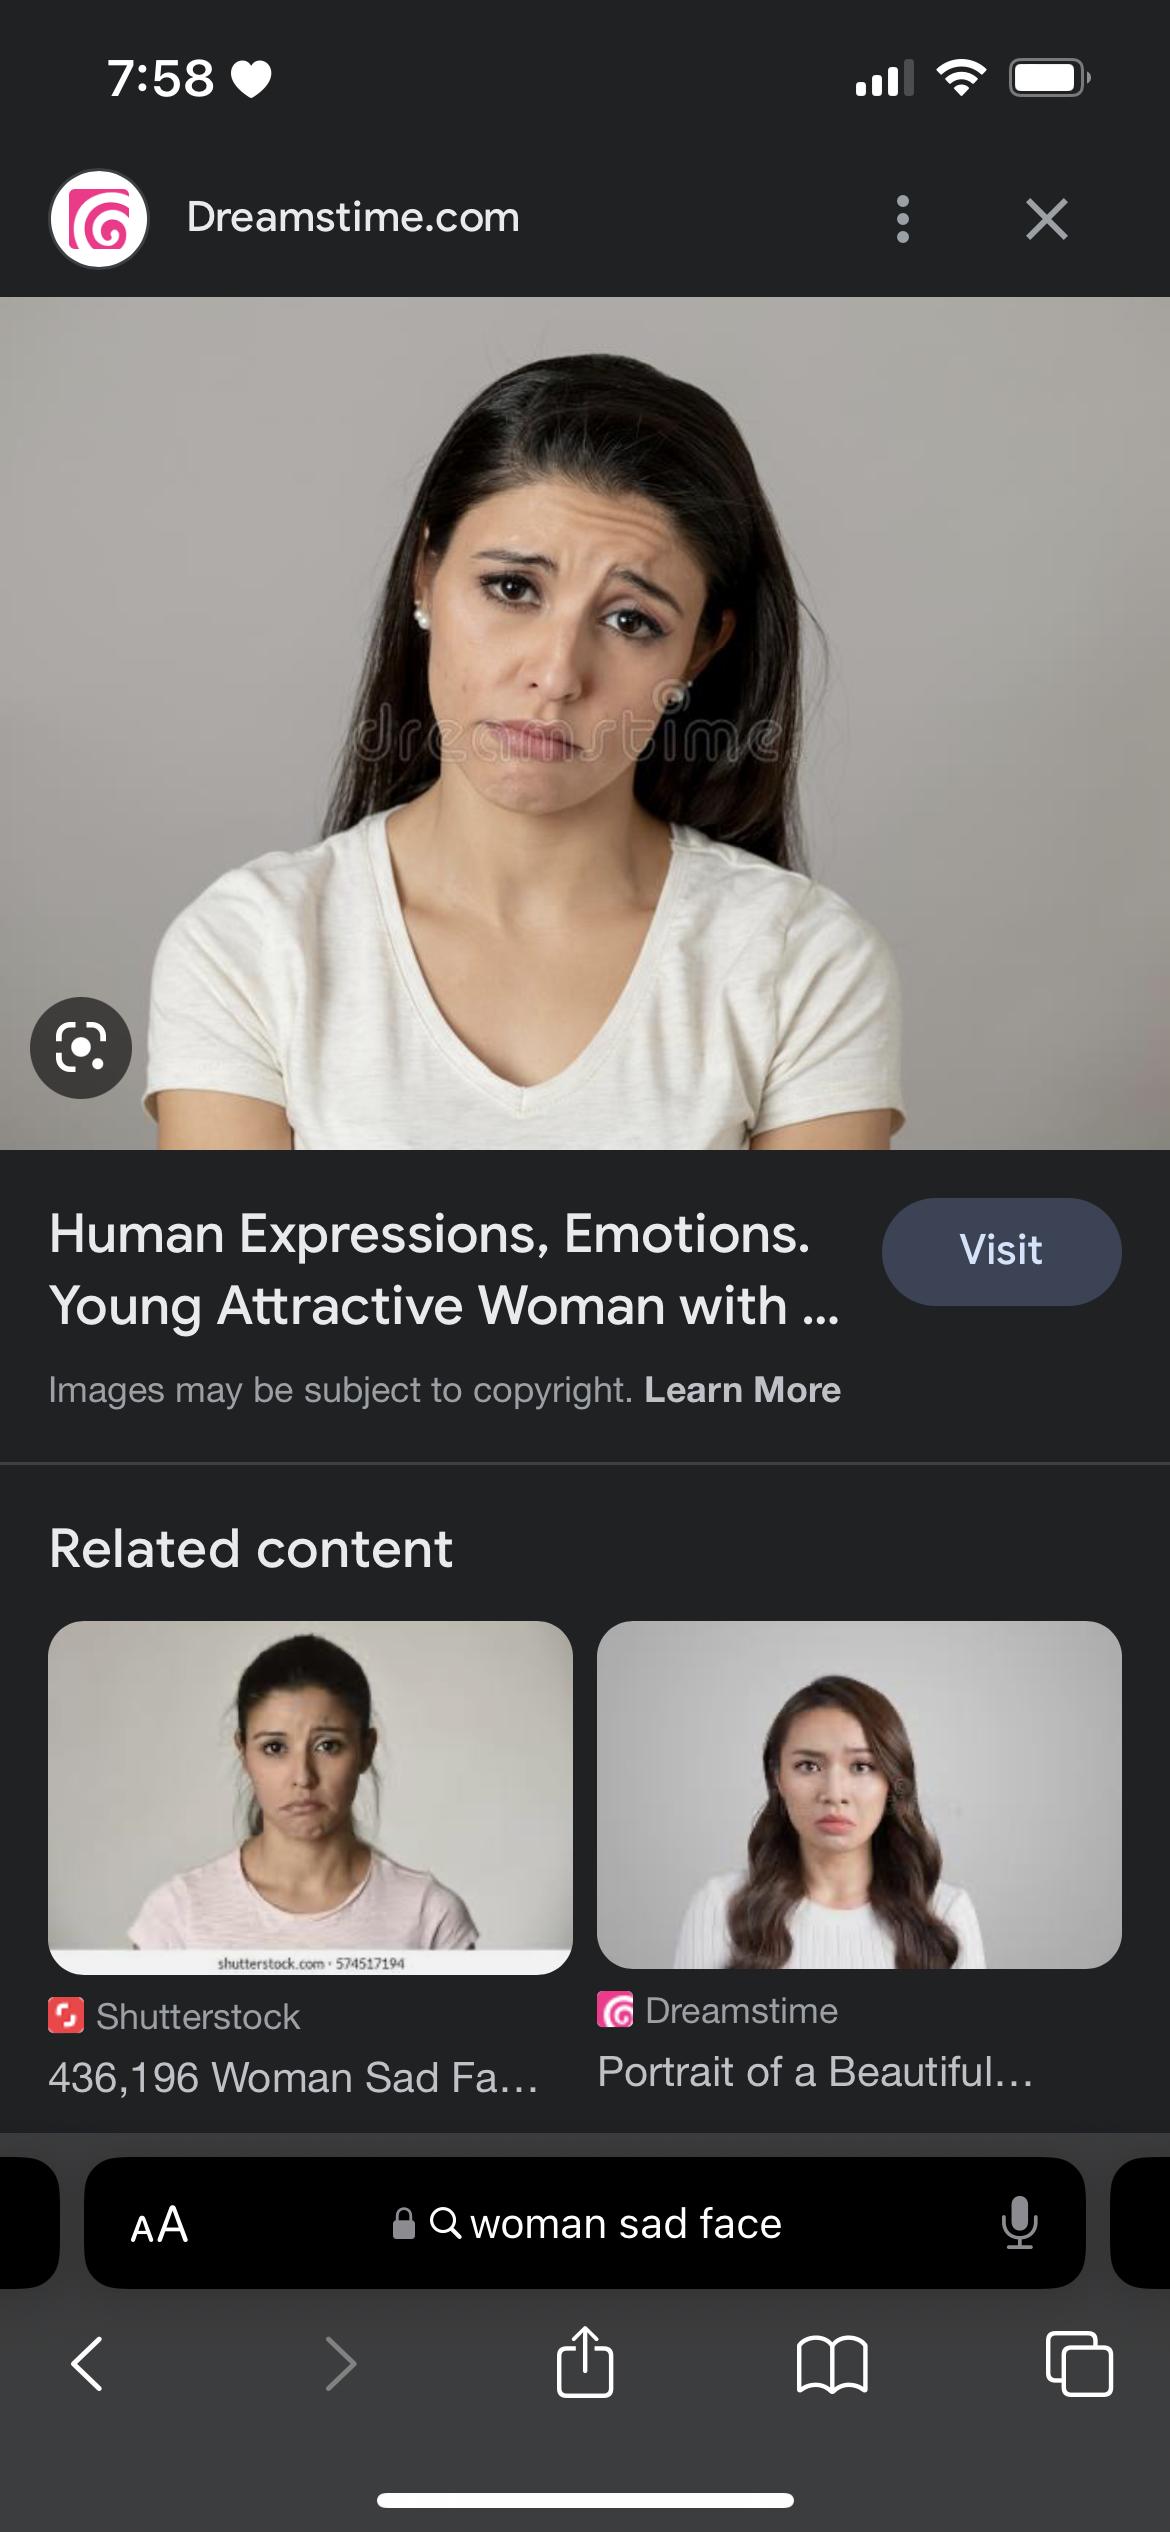 7:58
Dreamstime.com
dreamstime
Human Expressions, Emotions.
Young Attractive Woman with ...
Visit
Images may be subject to copyright. Learn More
Related content
shutterstock.com · 574517194
Shutterstock
Dreamstime
436,196 Woman Sad Fa...
Portrait of a Beautiful...
AA
woman sad face